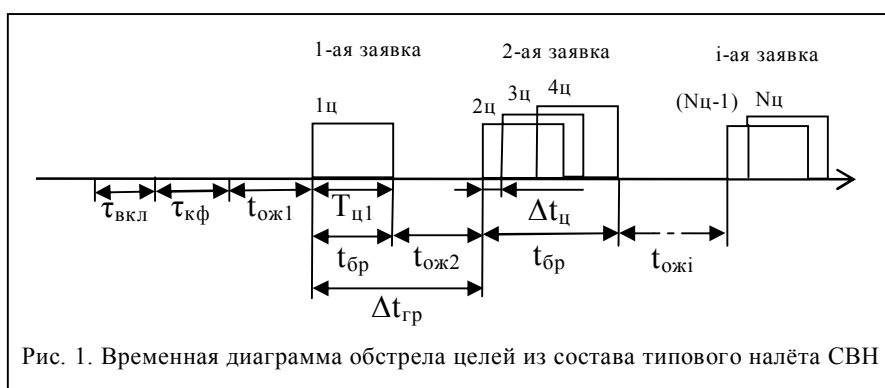 1-ая заявка 2-ая заявка i-ая заявка
1ц 2ц 3ц 4ц (Nц-1) Nц
τвкл τкф tож1 Tц1 Δtц
tбр tож2 tбр tожi
Δtгр
Рис. 1. Временная диаграмма обстрела целей из состава типового налёта СВН